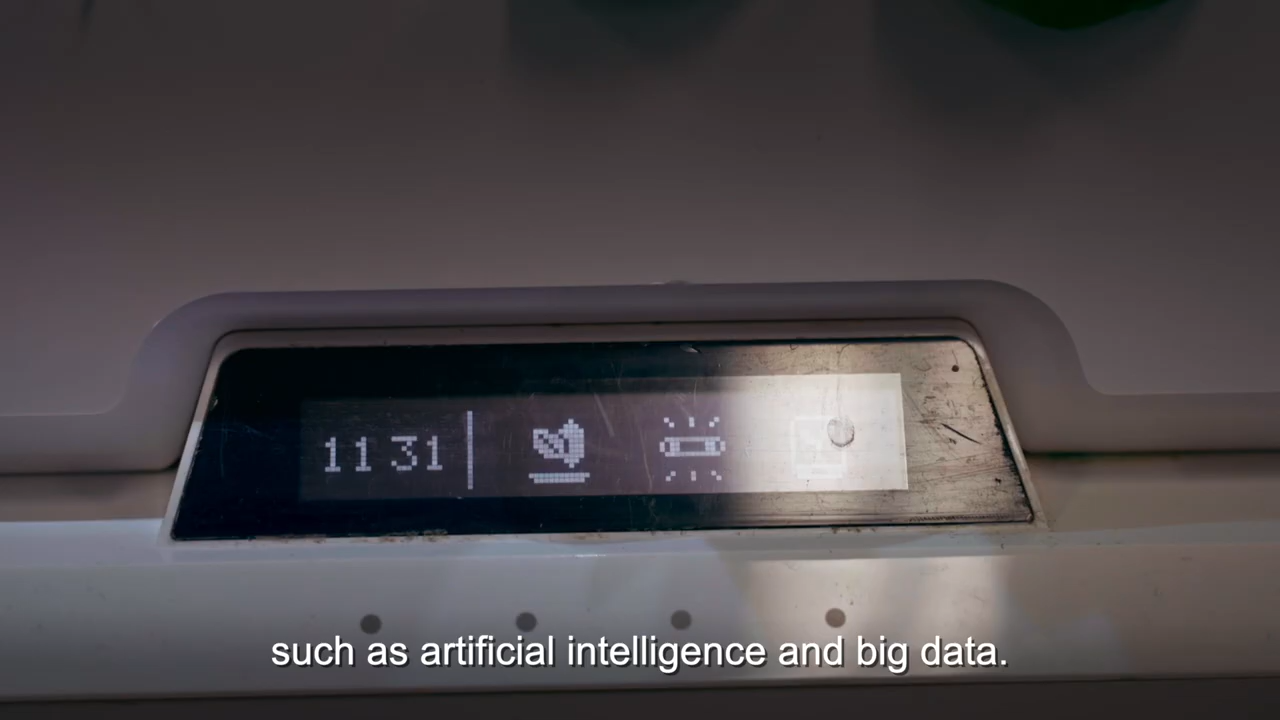 11 31
such as artificial intelligence and big data.